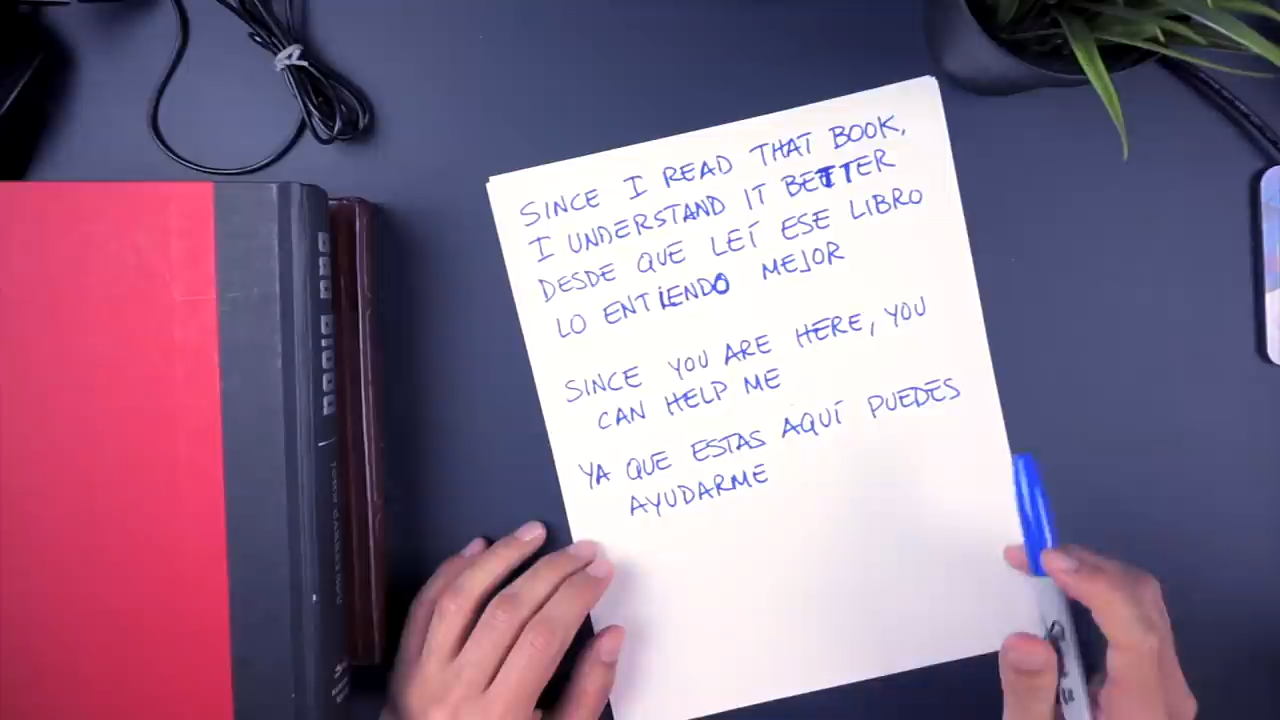 SINCE I READ THAT BOOK,
I UNDERSTAND IT BETTER
DESDE QUE LEÍ ESE LIBRO
LO ENTIENDO MEJOR
SINCE YOU ARE HERE, YOU
CAN HELP ME
YA QUE ESTAS AQUÍ PUEDES
AYUDARME